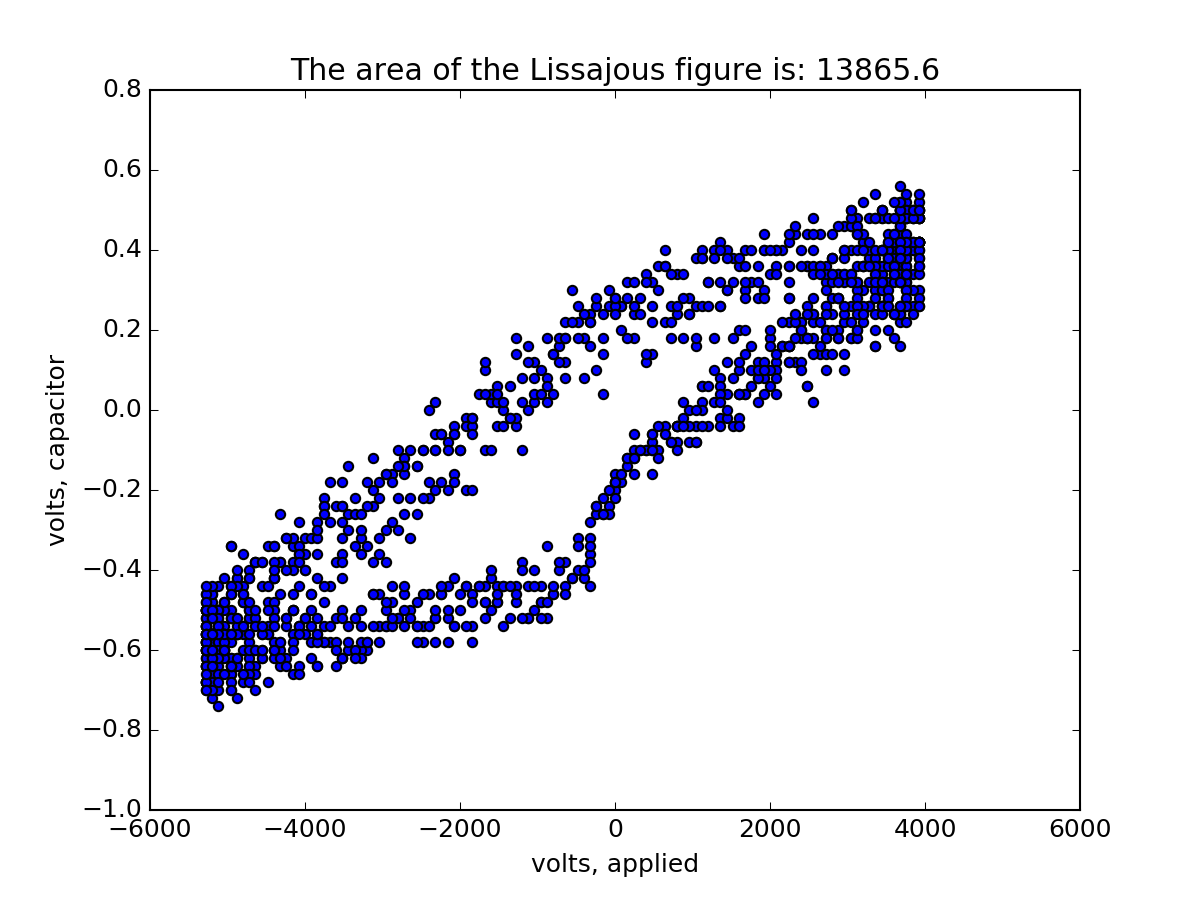 The area of the Lissajous figure is: 13865.6
0.8
0.6
0.4
0.2
0.0
−0.2
−0.4
−0.6
−0.8
−1.0
volts, capacitor
−6000 −4000 −2000 0 2000 4000 6000
volts, applied